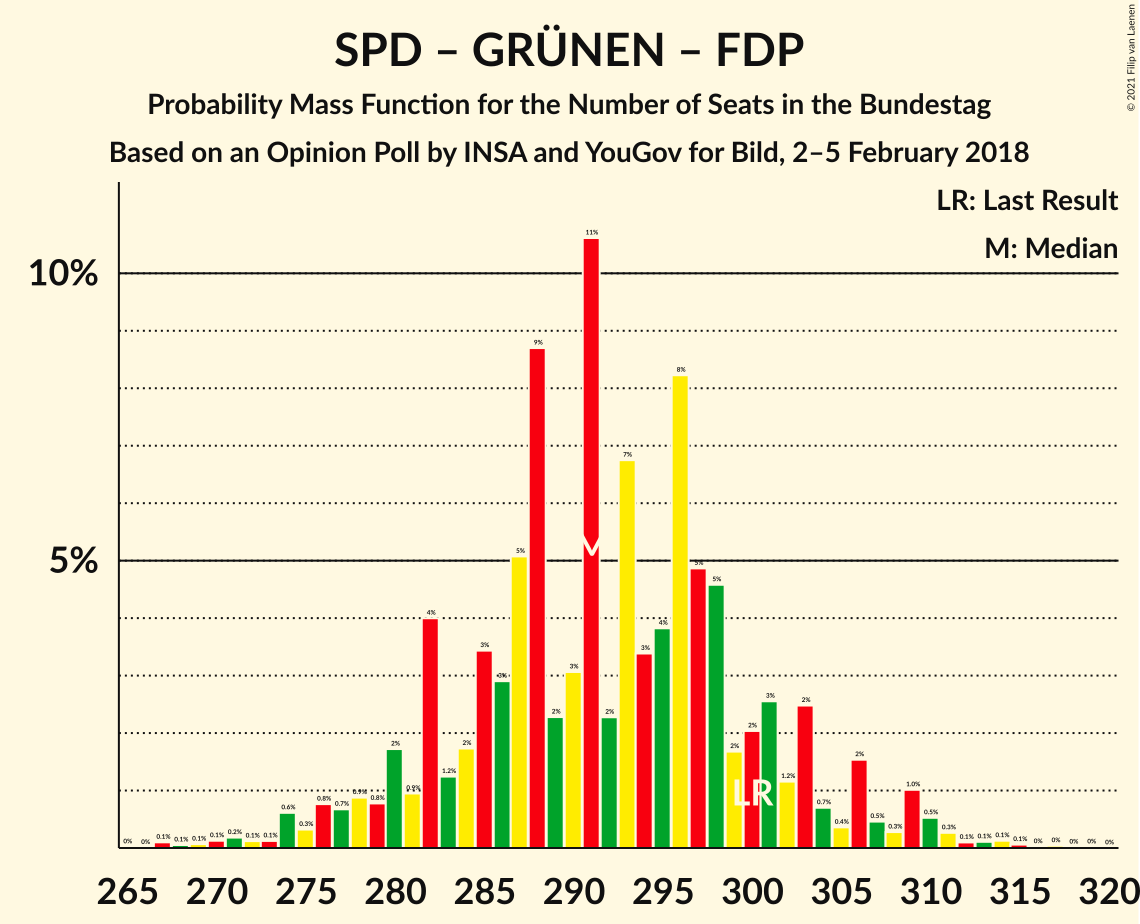 SPD – GRÜNEN – FDP
Probability Mass Function for the Number of Seats in the Bundestag
Based on an Opinion Poll by INSA and YouGov for Bild, 2–5 February 2018
© 2021 Filip van Laenen
LR: Last Result
M: Median
10%
5%
0% 0% 0.1% 0.1% 0.1% 0.1% 0.2% 0.1% 0.1% 0.6% 0.3% 0.8% 0.7% 0.9% 0.8% 2% 0.9% 4% 1.2% 2% 3% 3% 5% 9% 2% 3% 11% 2% 7% 3% 4% 8% 5% 5% 2% 2% 3% 1.2% 2% 0.7% 0.4% 2% 0.5% 0.3% 1.0% 0.5% 0.3% 0.1% 0.1% 0.1% 0.1% 0% 0% 0% 0% 0%
M
LR
265 270 275 280 285 290 295 300 305 310 315 320